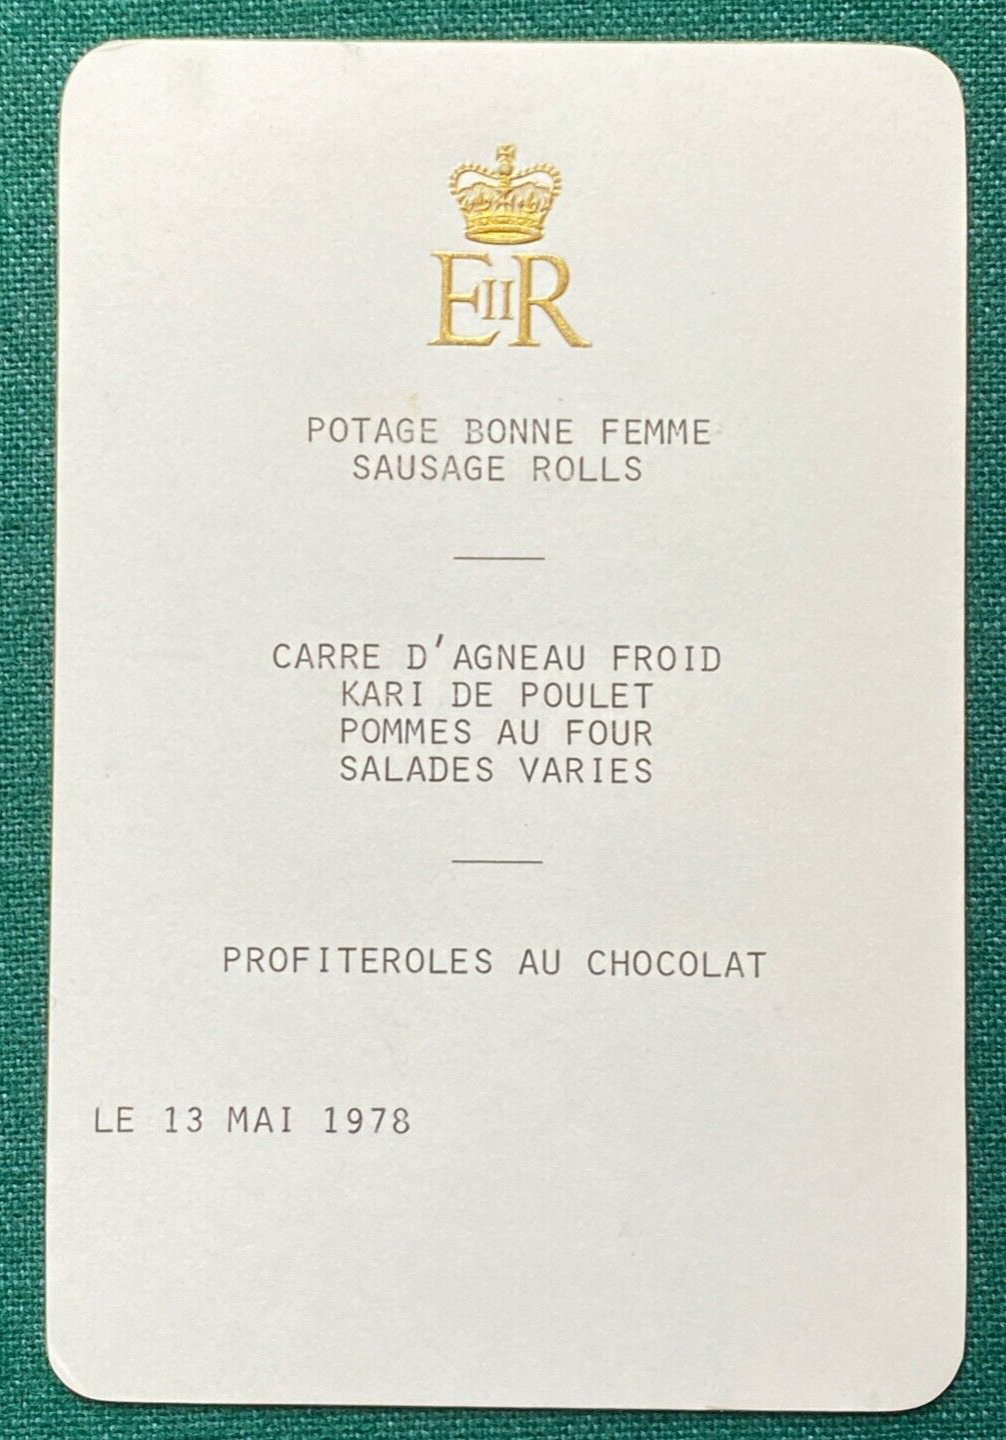 EIIR
POTAGE BONNE FEMME
SAUSAGE ROLLS
CARRE D'AGNEAU FROID
KARI DE POULET
POMMES AU FOUR
SALADES VARIES
PROFITEROLES AU CHOCOLAT
LE 13 MAI 1978